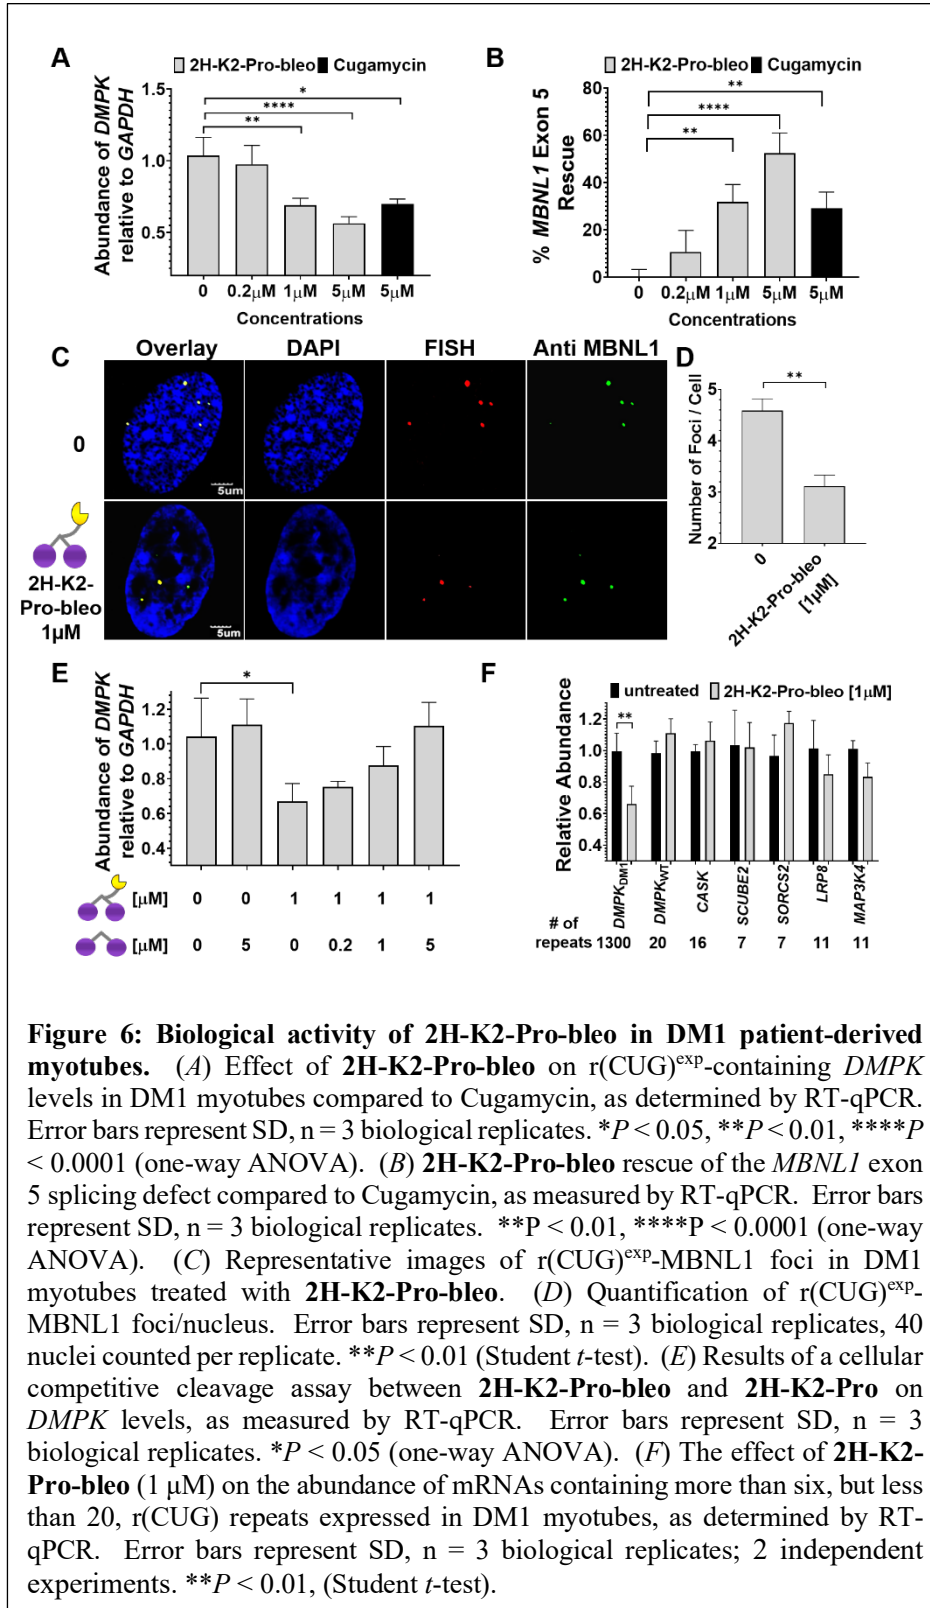 A
2H-K2-Pro-bleo Cugamycin
Abundance of DMPK
relative to GAPDH
1.5
1.0
0.5
*
****
**
0 0.2µM 1µM 5µM 5µM
Concentrations
B
2H-K2-Pro-bleo Cugamycin
% MBNL1 Exon 5
Rescue
80
60
40
20
0
**
****
**
0 0.2µM 1µM 5µM 5µM
Concentrations
C
Overlay DAPI FISH Anti MBNL1
0
5um
2H-K2-
Pro-bleo
1µM
5um
D
Number of Foci / Cell
5
4
3
2
**
0
2H-K2-Pro-bleo
[1µM]
E
Abundance of DMPK
relative to GAPDH
1.2
1.0
0.8
0.6
0.4
*
[µM] 0 0 1 1 1 1
[µM] 0 5 0 0.2 1 5
F
untreated 2H-K2-Pro-bleo [1µM]
Relative Abundance
1.2
1.0
0.8
0.6
0.4
**
DMPKDM1 DMPKWT CASK SCUBE2 SORCS2 LRP8 MAP3K4
# of
repeats 1300 20 16 7 7 11 11
Figure 6: Biological activity of 2H-K2-Pro-bleo in DM1 patient-derived
myotubes. (A) Effect of 2H-K2-Pro-bleo on r(CUG)exp-containing DMPK
levels in DM1 myotubes compared to Cugamycin, as determined by RT-qPCR.
Error bars represent SD, n = 3 biological replicates. *P < 0.05, **P < 0.01, ****P
< 0.0001 (one-way ANOVA). (B) 2H-K2-Pro-bleo rescue of the MBNL1 exon
5 splicing defect compared to Cugamycin, as measured by RT-qPCR. Error bars
represent SD, n = 3 biological replicates. **P < 0.01, ****P < 0.0001 (one-way
ANOVA). (C) Representative images of r(CUG)exp-MBNL1 foci in DM1
myotubes treated with 2H-K2-Pro-bleo. (D) Quantification of r(CUG)exp-
MBNL1 foci/nucleus. Error bars represent SD, n = 3 biological replicates, 40
nuclei counted per replicate. **P < 0.01 (Student t-test). (E) Results of a cellular
competitive cleavage assay between 2H-K2-Pro-bleo and 2H-K2-Pro on
DMPK levels, as measured by RT-qPCR. Error bars represent SD, n = 3
biological replicates. *P < 0.05 (one-way ANOVA). (F) The effect of 2H-K2-
Pro-bleo (1 µM) on the abundance of mRNAs containing more than six, but less
than 20, r(CUG) repeats expressed in DM1 myotubes, as determined by RT-
qPCR. Error bars represent SD, n = 3 biological replicates; 2 independent
experiments. **P < 0.01, (Student t-test).